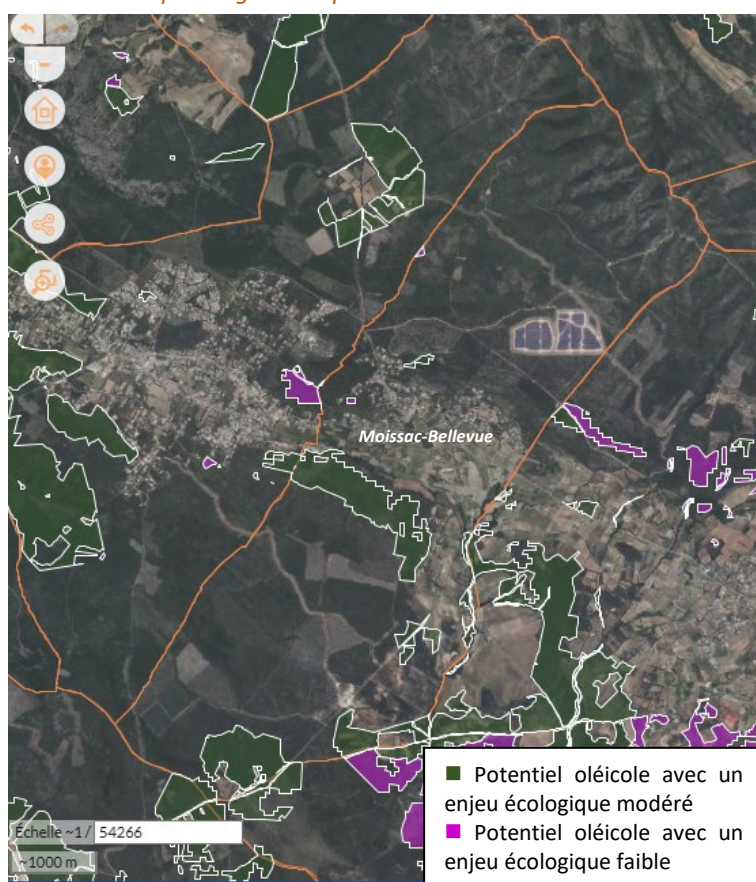 Moissac-Bellevue
■ Potentiel oléicole avec un
enjeu écologique modéré
■ Potentiel oléicole avec un
enjeu écologique faible
Échelle ~1 / 54266
~1000 m